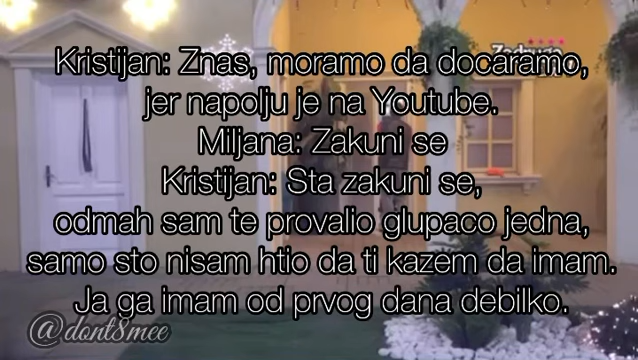 Zadruga
Kristijan: Znas, moramo da docaramo,
jer napolju je na Youtube.
Miljana: Zakuni se
Kristijan: Sta zakuni se,
odmah sam te provalio glupaco jedna,
samo sto nisam htio da ti kazem da imam.
Ja ga imam od prvog dana debilko.
@dont8mee